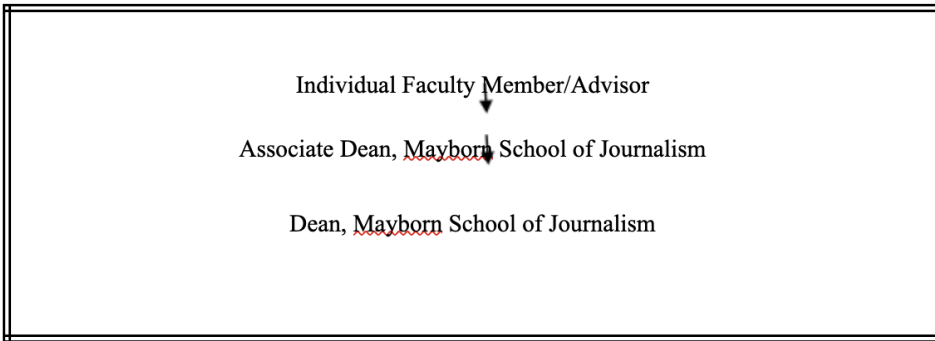 Individual Faculty Member/Advisor
Associate Dean, Mayborn School of Journalism
Dean, Mayborn School of Journalism